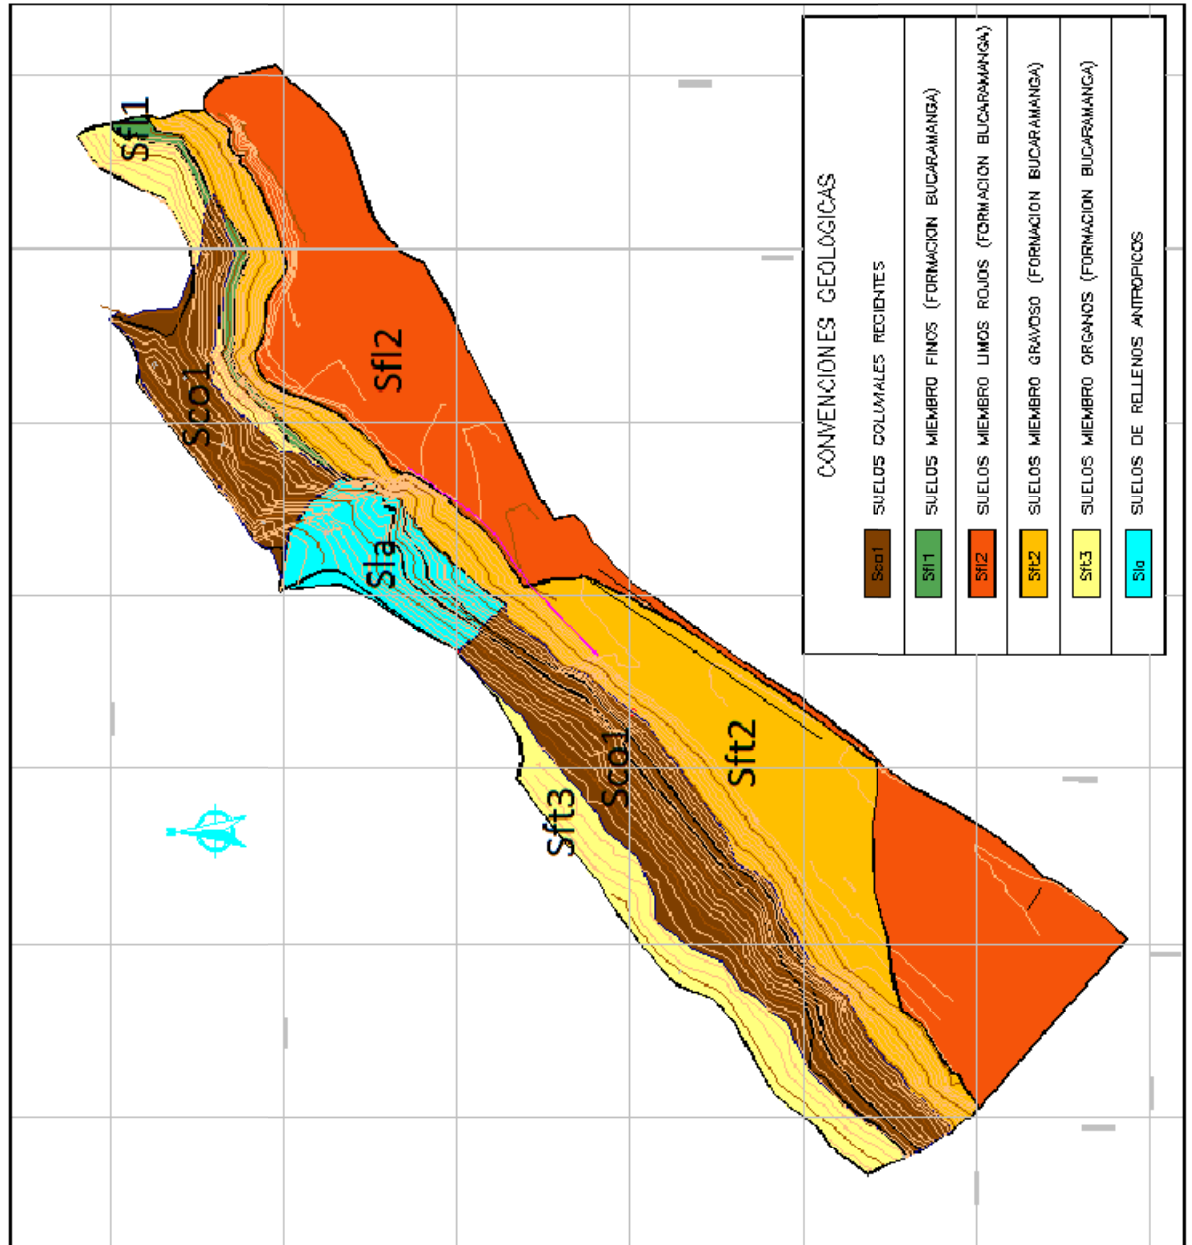 Sfl1
Sco1
Sfl2
Sla
Sco1
Sft2
Sft3
CONVENCIONES GEOLOGICAS
Sco1 SUELOS COLUVIALES RECIENTES
Sfl1 SUELOS MIEMBRO FINOS (FORMACION BUCARAMANGA)
Sfl2 SUELOS MIEMBRO LIMOS ROJOS (FORMACION BUCARAMANGA)
Sft2 SUELOS MIEMBRO GRAVOSO (FORMACION BUCARAMANGA)
Sft3 SUELOS MIEMBRO ORGANOS (FORMACION BUCARAMANGA)
Sla SUELOS DE RELLENOS ANTROPICOS